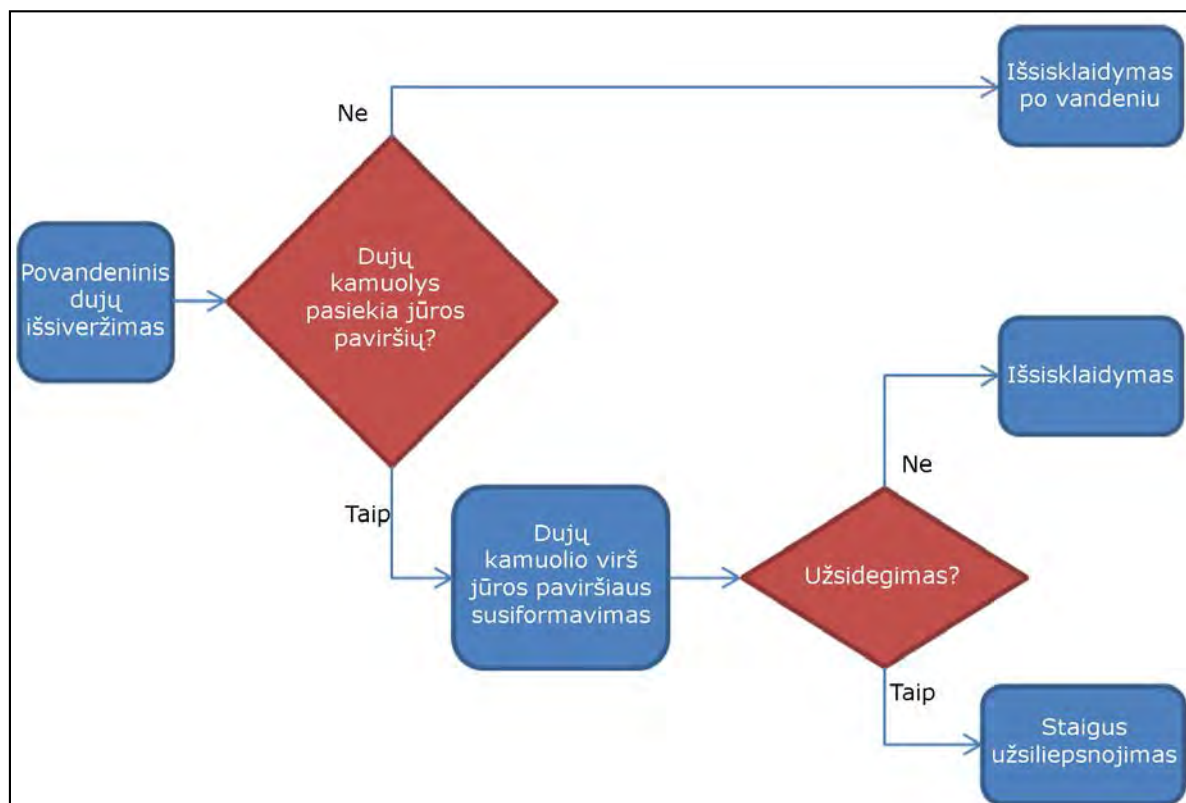 Išsisklaidymas
po vandeniu
Ne
Povandeninis
dujų
išsiveržimas
Dujų
kamuolys
pasiekia jūros
paviršių?
Išsisklaidymas
Ne
Taip
Dujų
kamuolio virš
jūros paviršiaus
susiformavimas
Užsidegimas?
Taip
Staigus
užsiliepsnojimas